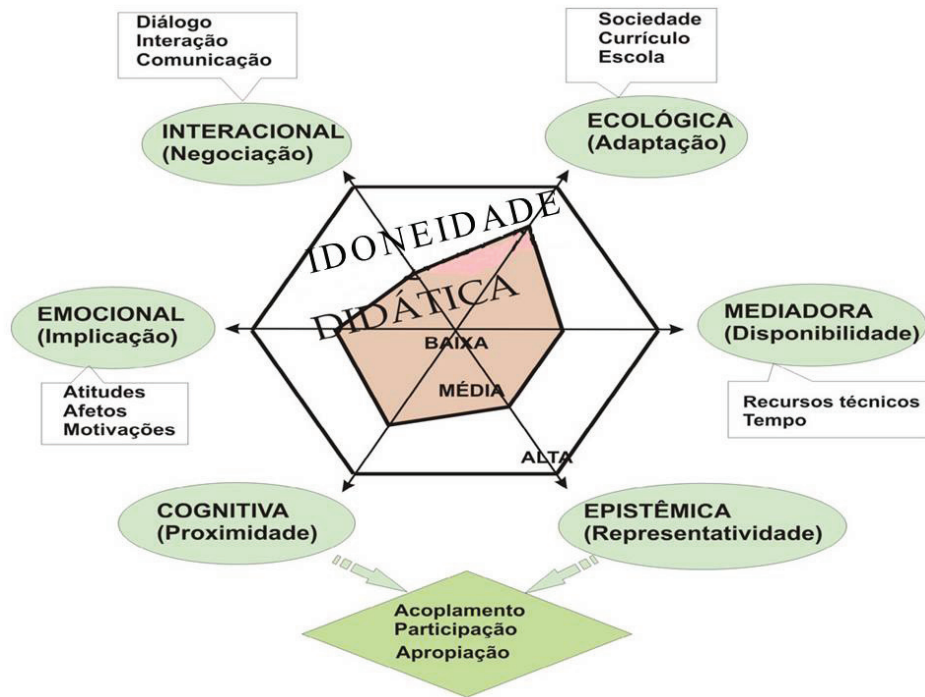 Diálogo
Interação
Comunicação
Sociedade
Currículo
Escola
INTERACIONAL
(Negociação)
ECOLÓGICA
(Adaptação)
IDONEIDADE
DIDÁTICA
EMOCIONAL
(Implicação)
MEDIADORA
(Disponibilidade)
BAIXA
MÉDIA
ALTA
Atitudes
Afetos
Motivações
Recursos técnicos
Tempo
COGNITIVA
(Proximidade)
EPISTÊMICA
(Representatividade)
Acoplamento
Participação
Apropiação